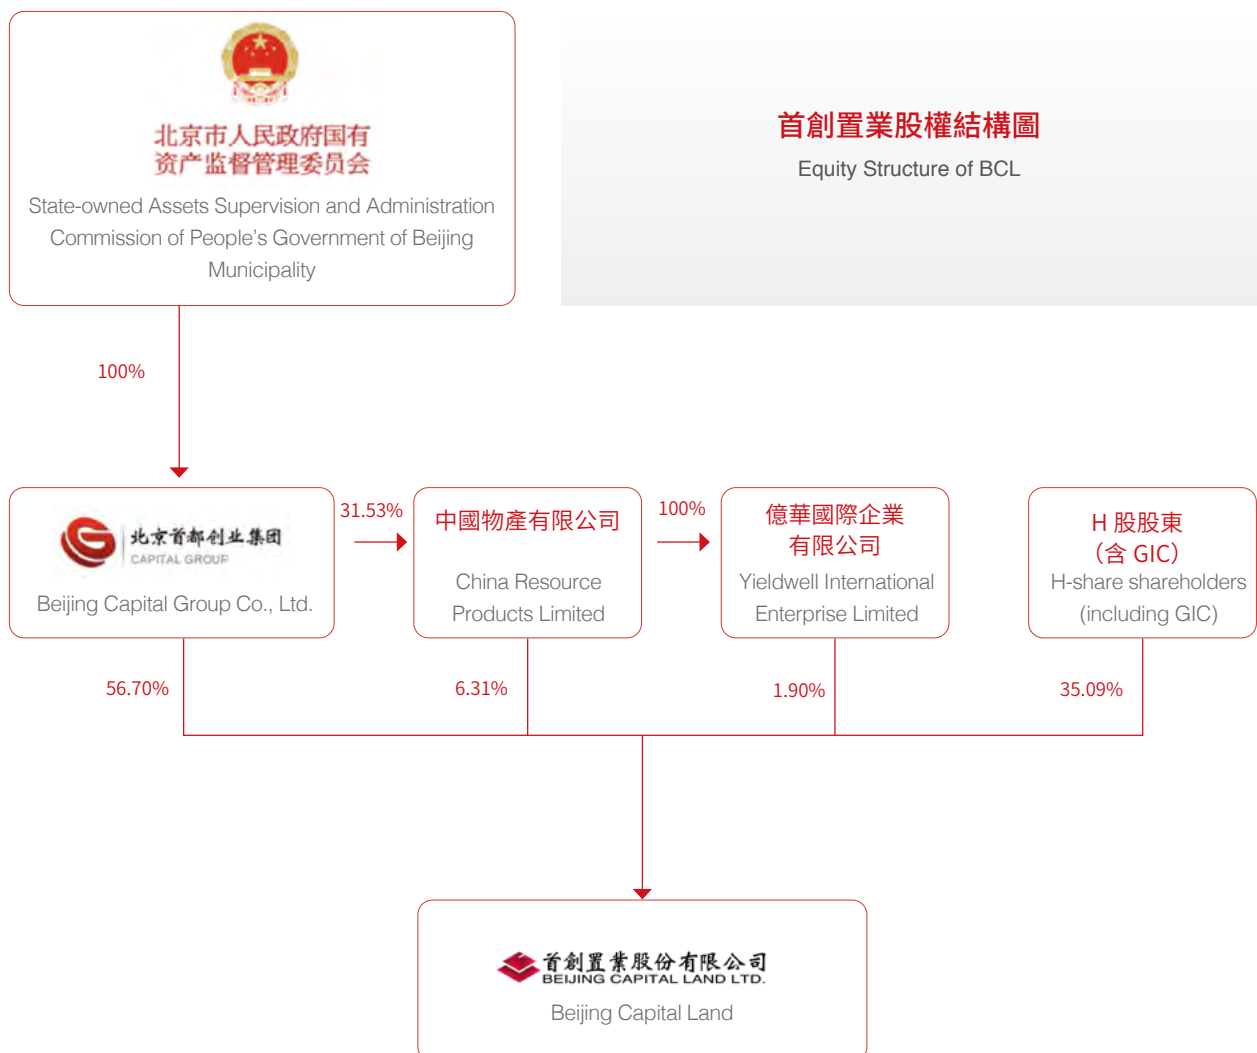 北京市人民政府国有
资产监督管理委员会
State-owned Assets Supervision and Administration
Commission of People's Government of Beijing
Municipality
首創置業股權結構圖
Equity Structure of BCL
100%
北京首都创业集团
CAPITAL GROUP
Beijing Capital Group Co., Ltd.
31.53%
中國物產有限公司
China Resource
Products Limited
100%
億華國際企業
有限公司
Yieldwell International
Enterprise Limited
H 股股東
（含 GIC）
H-share shareholders
(including GIC)
56.70%
6.31%
1.90%
35.09%
首創置業股份有限公司
BEIJING CAPITAL LAND LTD.
Beijing Capital Land